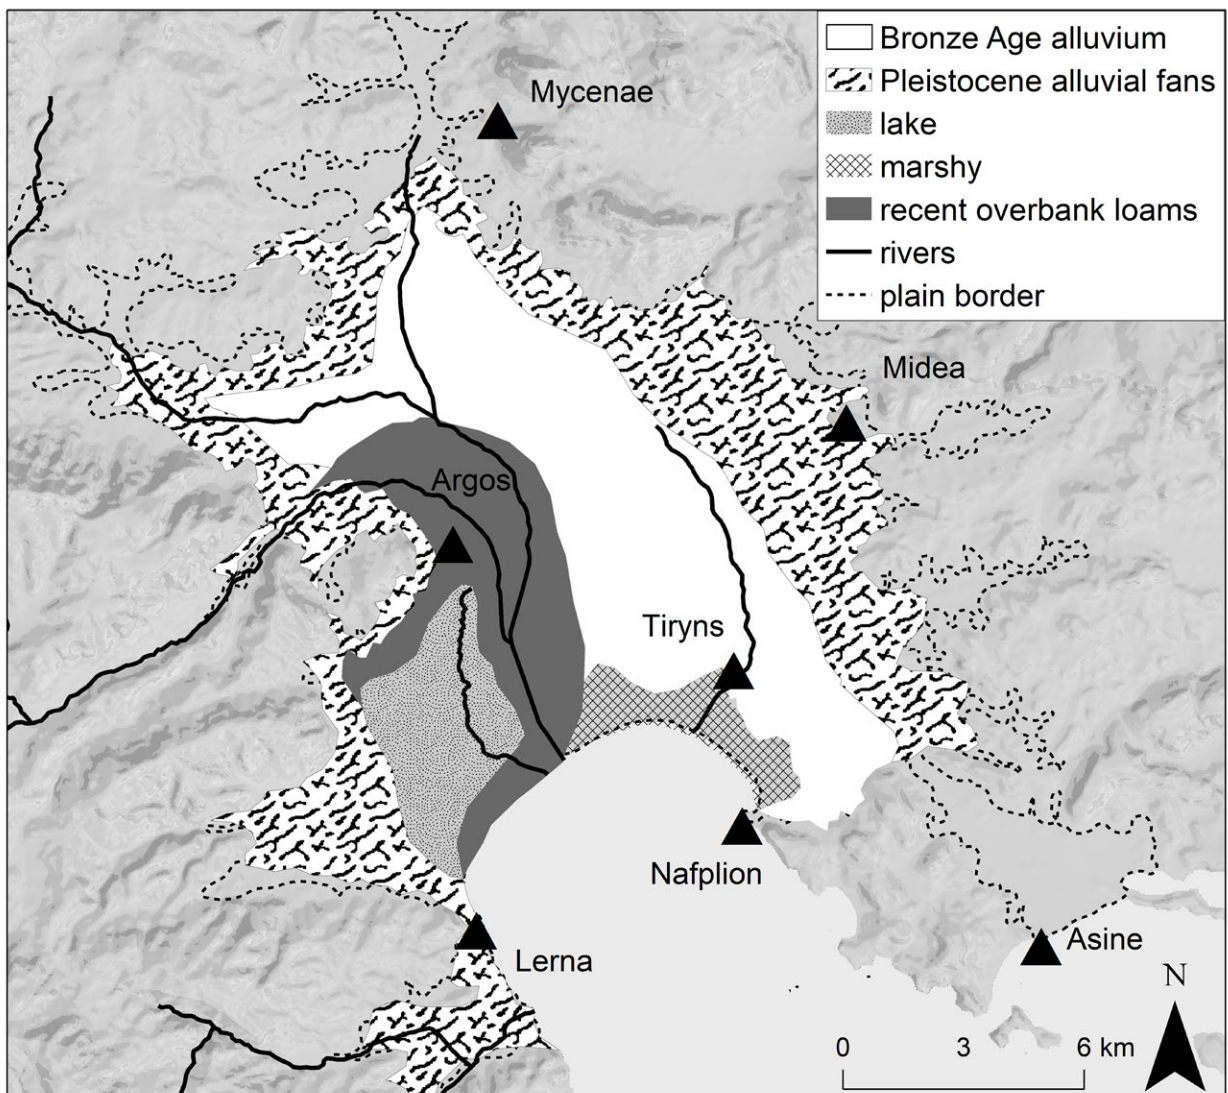 Bronze Age alluvium
Pleistocene alluvial fans
lake
marshy
recent overbank loams
rivers
plain border
Mycenae
Midea
Argos
Tiryns
Nafplion
Lerna
Asine
N
0 3 6 km